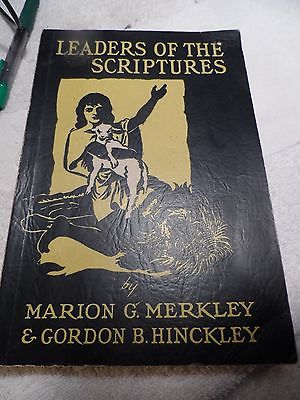 LEADERS OF THE
SCRIPTURES
by
MARION G. MERKLEY
& GORDON B. HINCKLEY